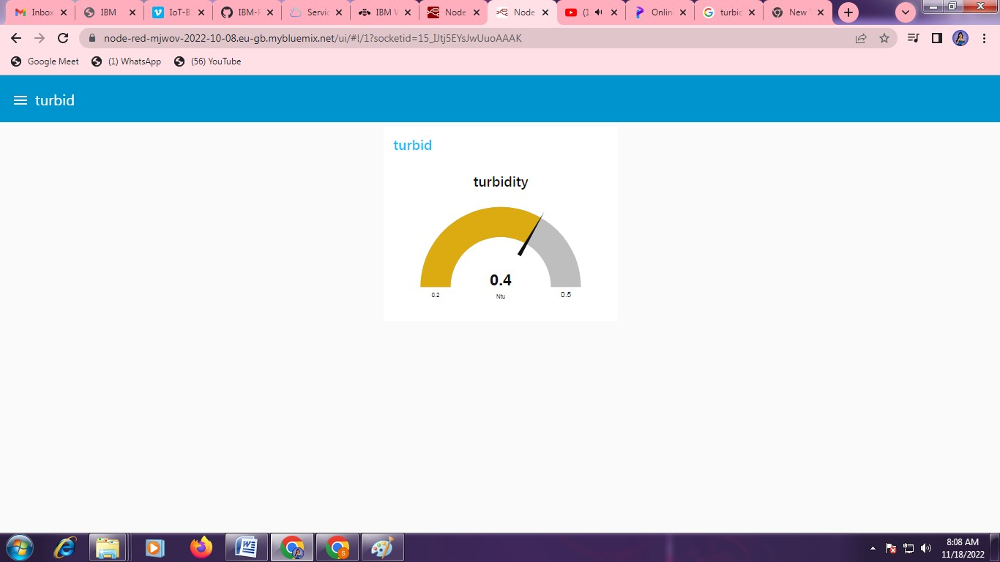 Inbox
IBM
IoT-B
IBM-
Servic
IBM
Node
Node
(1
Onlin
turbic
New
node-red-mjwov-2022-10-08.eu-gb.mybluemix.net/ui/#!/1?socketid=15_IJtj5EYsJwUuoAAAK
Google Meet
(1) WhatsApp
(56) YouTube
turbid
turbid
turbidity
0.4
0.2
Ntu
0.5
8:08 AM
11/18/2022